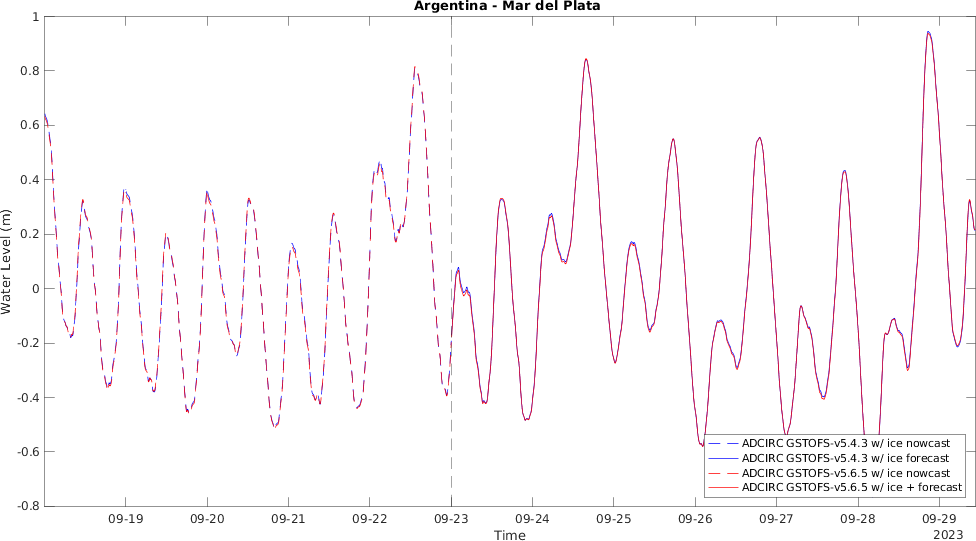 Argentina - Mar del Plata
1
0.8
0.6
0.4
0.2
0
-0.2
-0.4
-0.6
-0.8
Water Level (m)
ADCIRC GSTOFS-v5.4.3 w/ ice nowcast
ADCIRC GSTOFS-v5.4.3 w/ ice forecast
ADCIRC GSTOFS-v5.6.5 w/ ice nowcast
ADCIRC GSTOFS-v5.6.5 w/ ice + forecast
09-19 09-20 09-21 09-22 09-23 09-24 09-25 09-26 09-27 09-28 09-29
Time
2023